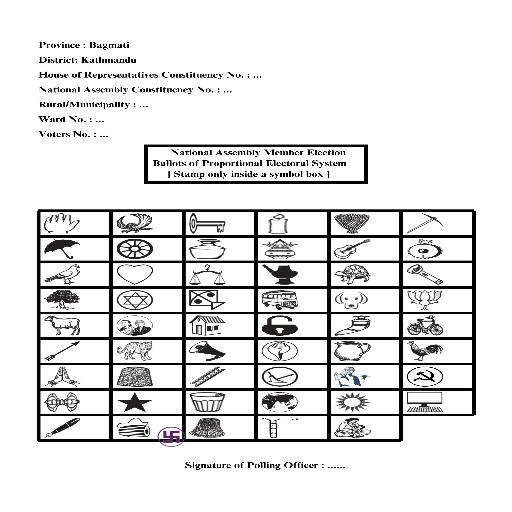 Province : Bagmati
District: Kathmandu
House of Representatives Constituency No. : ...
National Assembly Constituency No. : ...
Rural/Municipality : ...
Ward No. : ...
Voters No. : ...
National Assembly Member Election
Ballots of Proportional Electoral System
[ Stamp only inside a symbol box ]
Signature of Polling Officer : ......